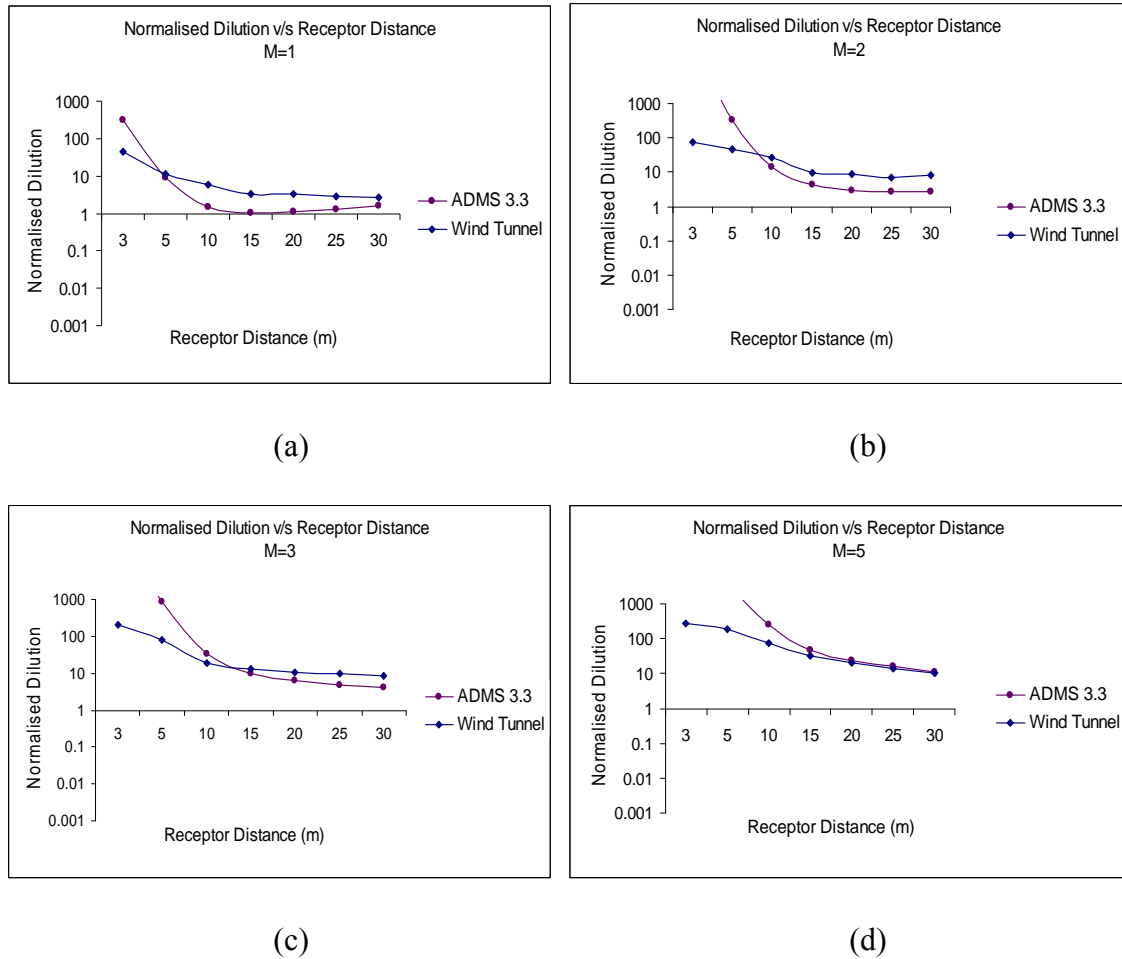 Normalised Dilution v/s Receptor Distance
M=1
1000
100
10
1
0.1
0.01
0.001
Normalised Dilution
3 5 10 15 20 25 30
Receptor Distance (m)
ADMS 3.3
Wind Tunnel
(a)
Normalised Dilution v/s Receptor Distance
M=2
1000
100
10
1
0.1
0.01
0.001
Normalised Dilution
3 5 10 15 20 25 30
Receptor Distance (m)
ADMS 3.3
Wind Tunnel
(b)
Normalised Dilution v/s Receptor Distance
M=3
1000
100
10
1
0.1
0.01
0.001
Normalised Dilution
3 5 10 15 20 25 30
Receptor Distance (m)
ADMS 3.3
Wind Tunnel
(c)
Normalised Dilution v/s Receptor Distance
M=5
1000
100
10
1
0.1
0.01
0.001
Normalised Dilution
3 5 10 15 20 25 30
Receptor Distance (m)
ADMS 3.3
Wind Tunnel
(d)